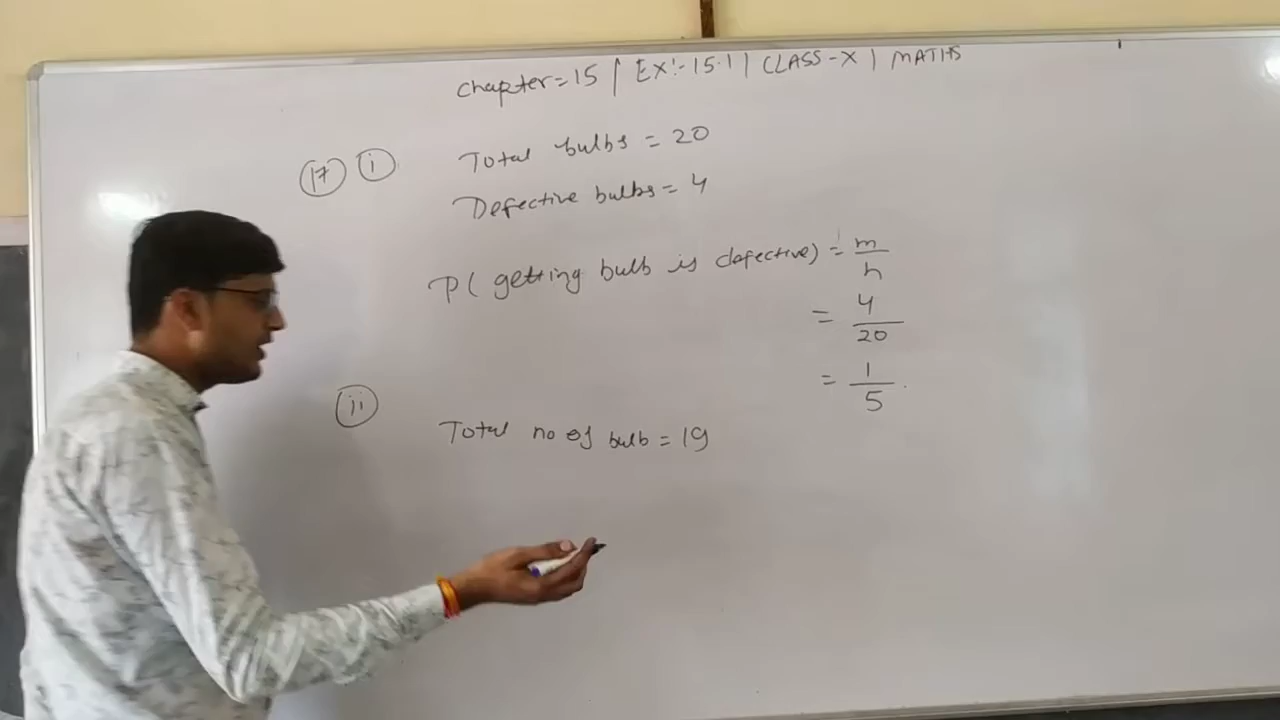 Chapter=15 | EX:-15.1 | CLASS-X | MATHS
17 i Total bulbs = 20
Defective bulbs = 4
P( getting bulb is defective) = m/n
= 4/20
= 1/5.
ii Total no of bulb = 19